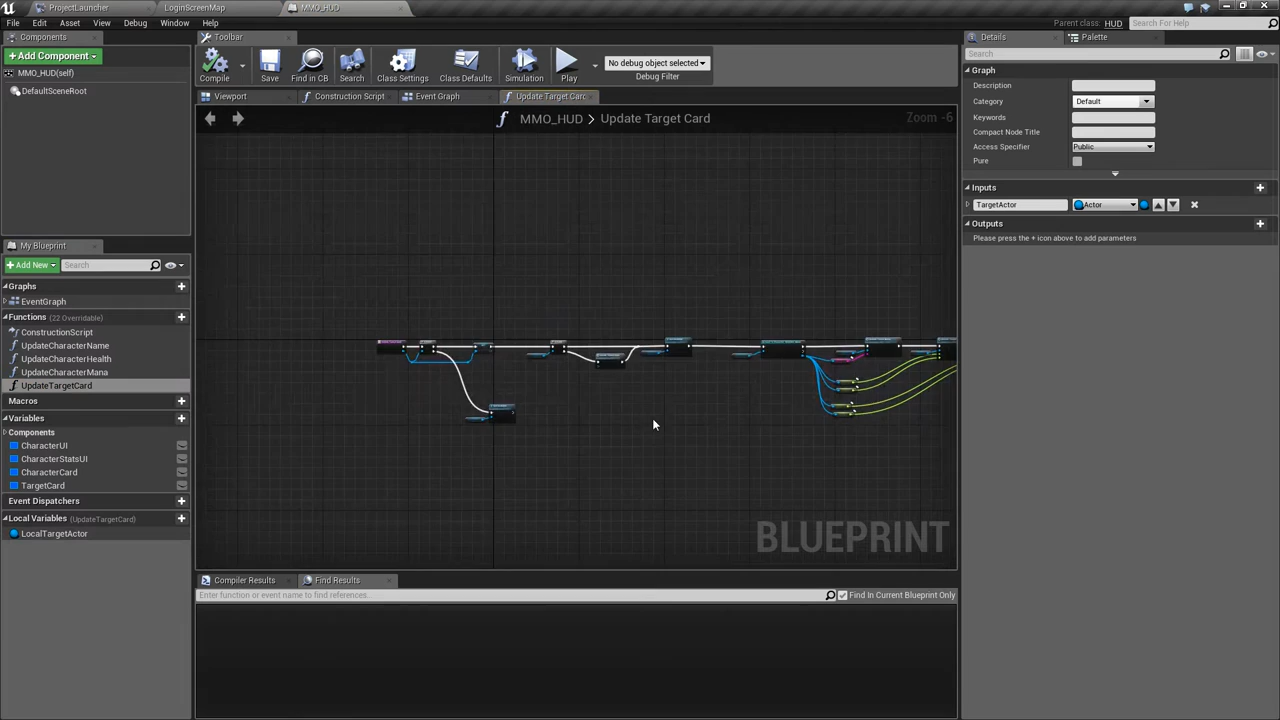 ProjectLauncher
LoginScreenMap
MMO_HUD
File Edit Asset View Debug Window Help
Parent class: HUD
Search For Help
Components
Toolbar
Details
Palette
Add Component
Search
MMO_HUD(self)
DefaultSceneRoot
Compile
Save
Find in CB
Search
Class Settings
Class Defaults
Simulation
Play
No debug object selected
Debug Filter
Viewport
Construction Script
Event Graph
Update Target Carc
MMO_HUD > Update Target Card
Zoom -6
Graph
Description
Category Default
Keywords
Compact Node Title
Access Specifier Public
Pure
Inputs
TargetActor Actor
Outputs
Please press the + icon above to add parameters
My Blueprint
Add New
Search
Graphs
EventGraph
Functions (22 Overridable)
ConstructionScript
UpdateCharacterName
UpdateCharacterHealth
UpdateCharacterMana
UpdateTargetCard
Macros
Variables
Components
CharacterUI
CharacterStatsUI
CharacterCard
TargetCard
Event Dispatchers
Local Variables (UpdateTargetCard)
LocalTargetActor
BLUEPRINT
Compiler Results
Find Results
Enter function or event name to find references...
Find In Current Blueprint Only